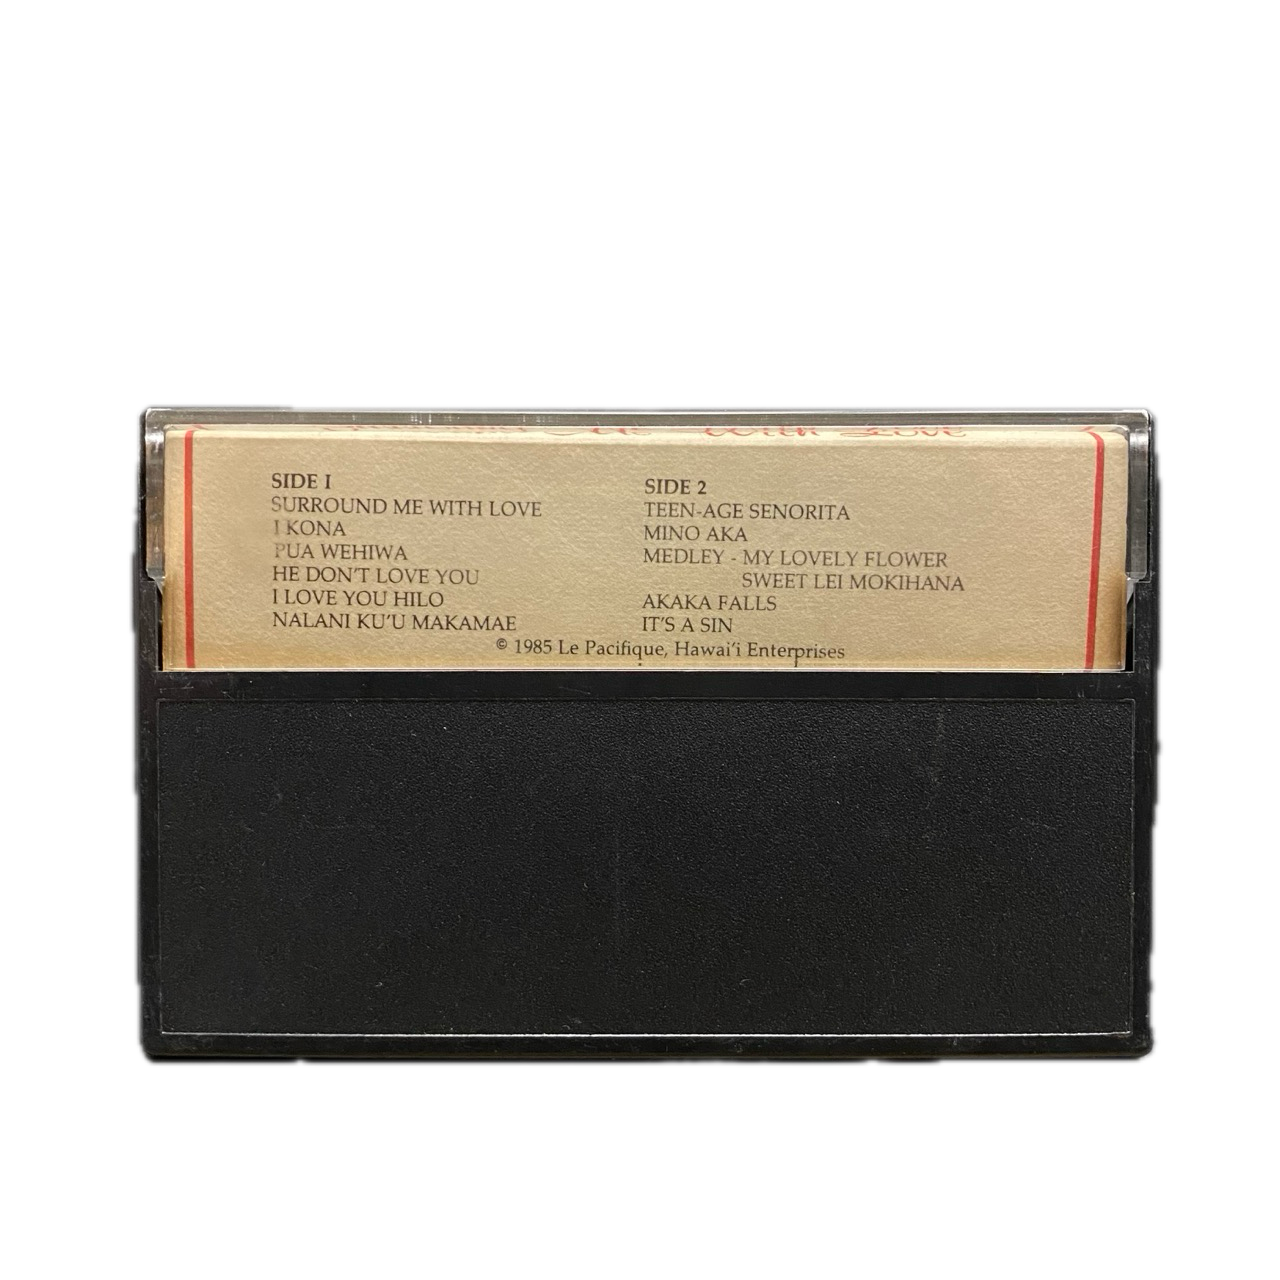 With Love
SIDE I
SURROUND ME WITH LOVE
I KONA
PUA WEHIWA
HE DON'T LOVE YOU
I LOVE YOU HILO
NALANI KU'U MAKAMAE
SIDE 2
TEEN-AGE SENORITA
MINO AKA
MEDLEY - MY LOVELY FLOWER
SWEET LEI MOKIHANA
AKAKA FALLS
IT'S A SIN
© 1985 Le Pacifique, Hawai'i Enterprises